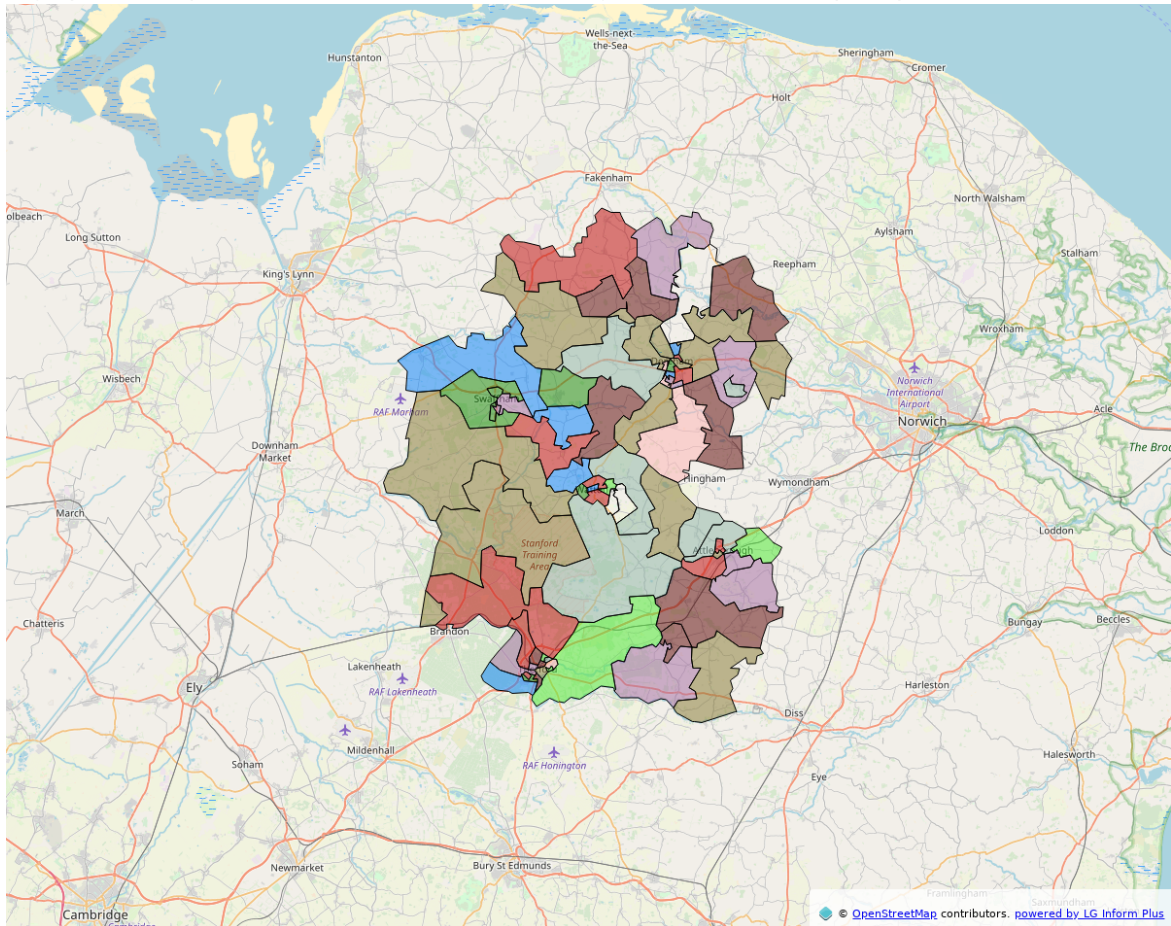 Wells-next-
the-Sea
Hunstanton
Sheringham
Cromer
Holt
Fakenham
North Walsham
olbeach
Aylsham
Long Sutton
Stalham
Reepham
King's Lynn
Wroxham
Wisbech
Norwich
International
Airport
RAF Marham
Acle
Norwich
Downham
Market
The Bro
Hingham
Wymondham
March
Loddon
Stanford
Training
Area
Chatteris
Bungay
Beccles
Brandon
Lakenheath
Ely
RAF Lakenheath
Harleston
Diss
Mildenhall
Halesworth
Soham
RAF Honington
Eye
Newmarket
Bury St Edmunds
Framlingham
Saxmundham
Cambridge
© OpenStreetMap contributors. powered by LG Inform Plus